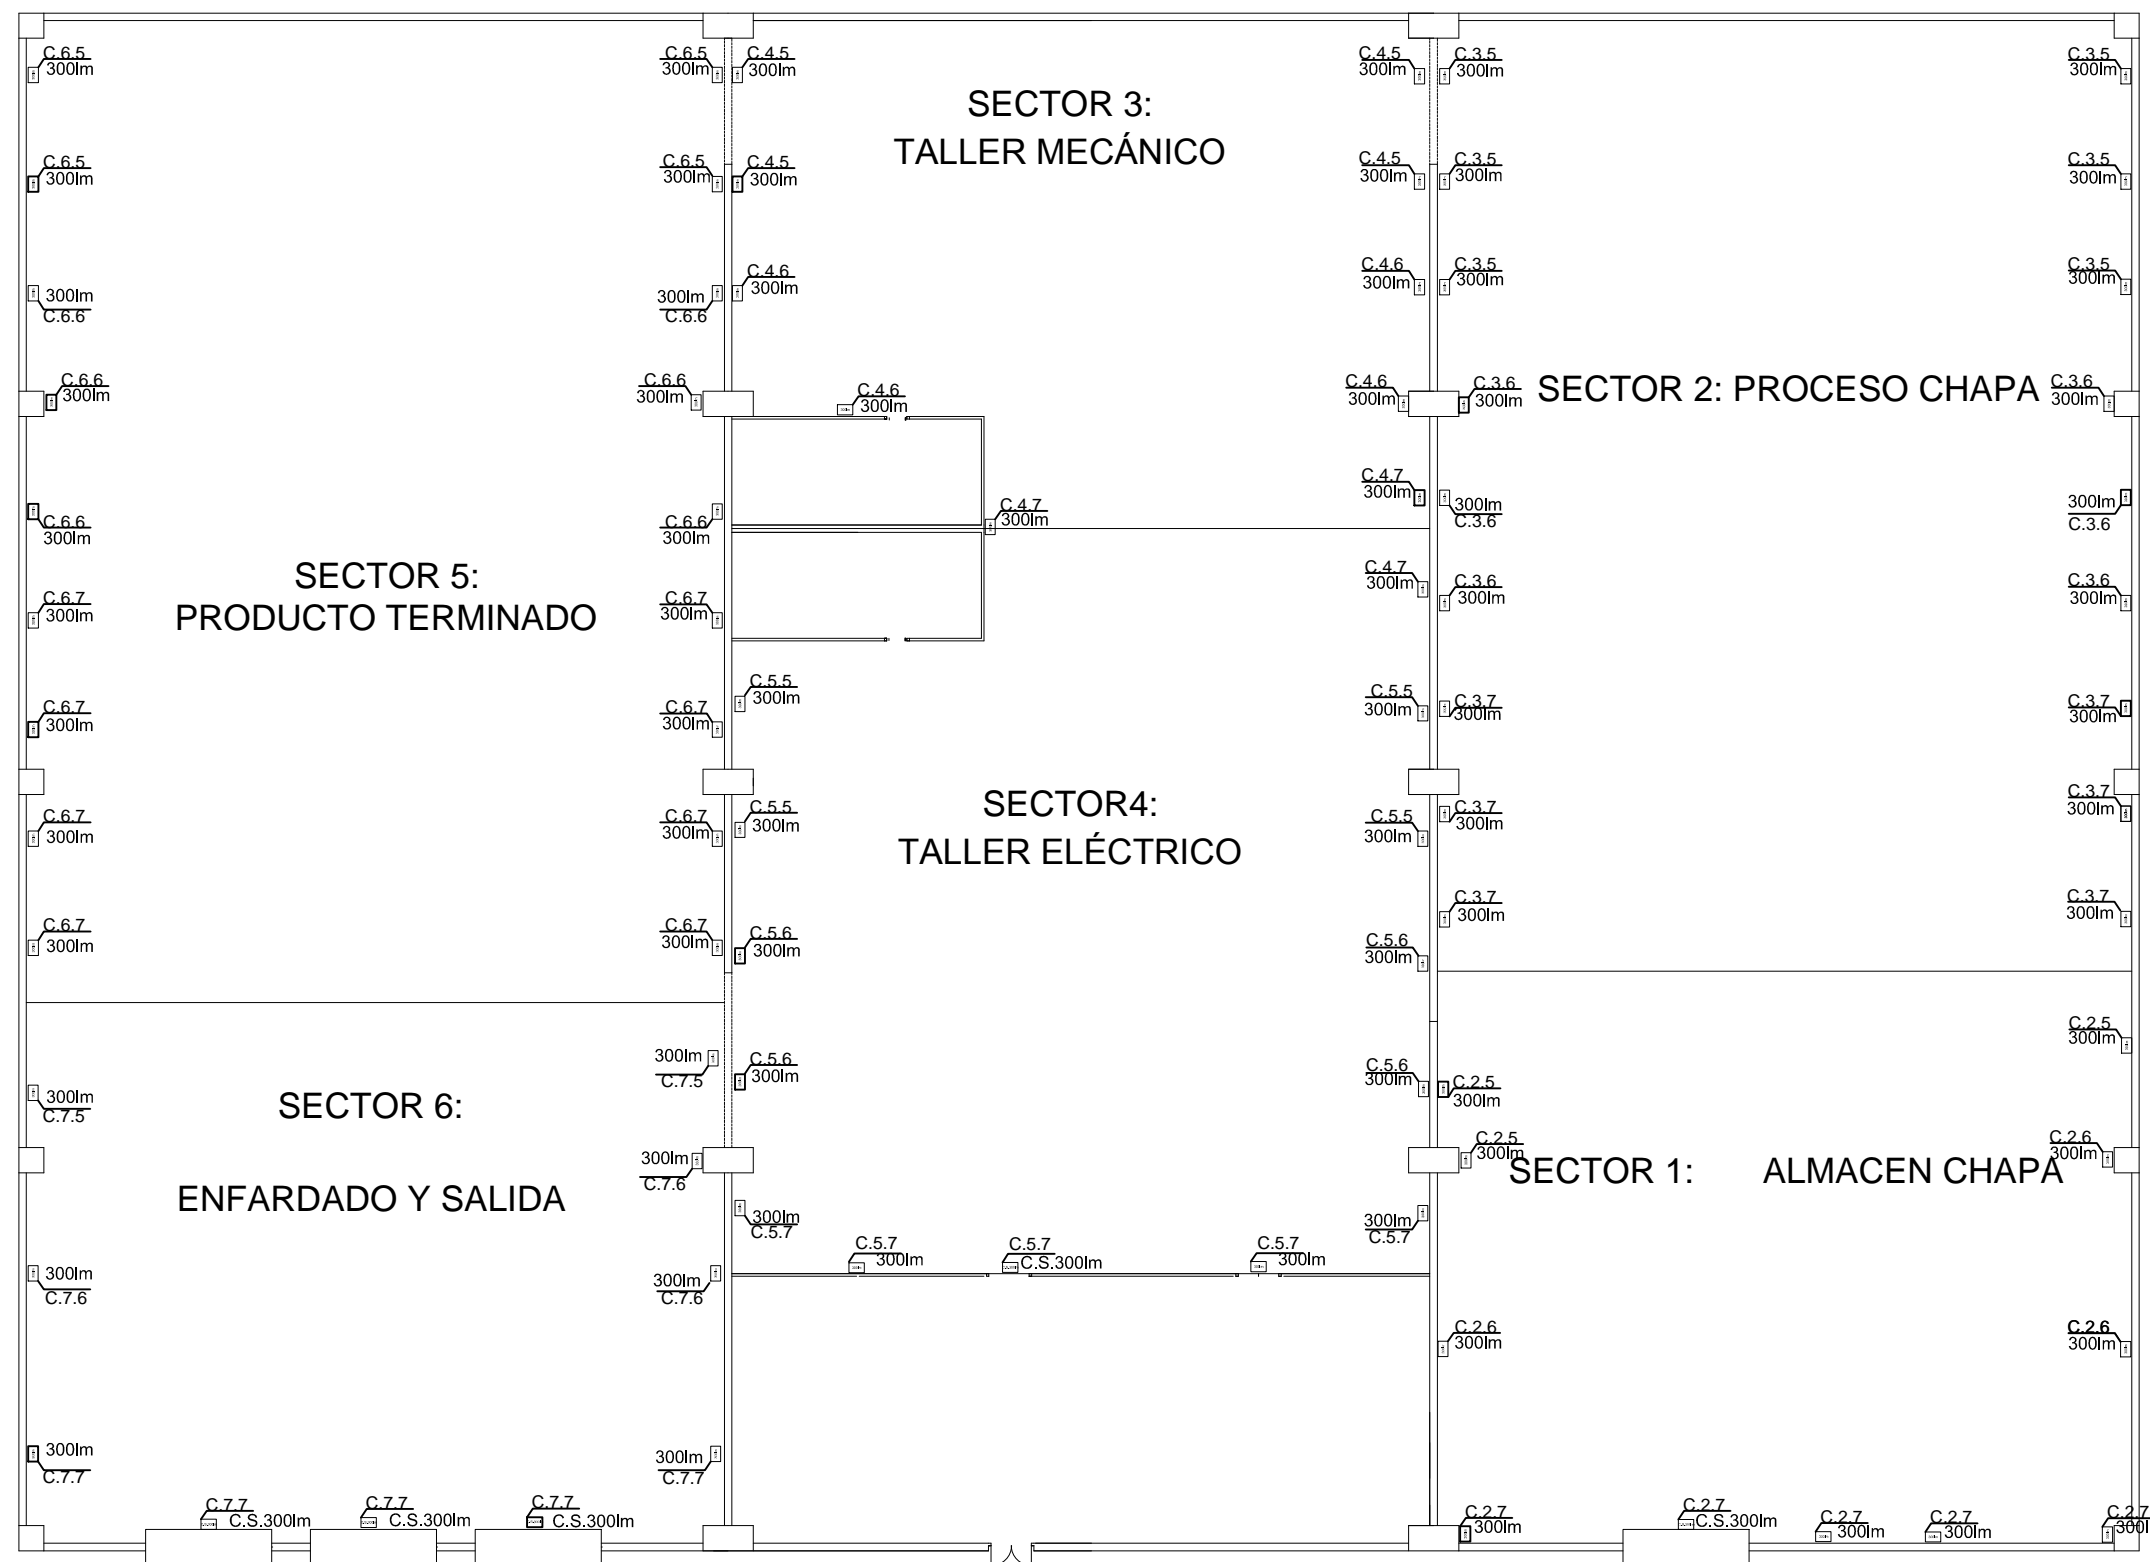 C.6.5
300lm
C.6.5
300lm
C.4.5
300lm
C.4.5
300lm
C.3.5
300lm
C.3.5
300lm
SECTOR 3:
TALLER MECÁNICO
C.6.5
300lm
C.6.5
300lm
C.4.5
300lm
C.4.5
300lm
C.3.5
300lm
C.3.5
300lm
300lm
C.6.6
300lm
C.6.6
C.4.6
300lm
C.4.6
300lm
C.3.5
300lm
C.3.5
300lm
C.6.6
300lm
C.6.6
300lm
C.4.6
300lm
C.4.6
300lm
C.3.6
300lm
SECTOR 2: PROCESO CHAPA
C.3.6
300lm
C.6.6
300lm
C.6.6
300lm
C.4.7
300lm
C.4.7
300lm
300lm
C.3.6
300lm
C.3.6
SECTOR 5:
PRODUCTO TERMINADO
C.6.7
300lm
C.6.7
300lm
C.4.7
300lm
C.3.6
300lm
C.3.6
300lm
C.6.7
300lm
C.6.7
300lm
C.5.5
300lm
C.5.5
300lm
C.3.7
300lm
C.3.7
300lm
SECTOR4:
TALLER ELÉCTRICO
C.6.7
300lm
C.6.7
300lm
C.5.5
300lm
C.5.5
300lm
C.3.7
300lm
C.3.7
300lm
C.6.7
300lm
C.6.7
300lm
C.5.6
300lm
C.5.6
300lm
C.3.7
300lm
C.3.7
300lm
300lm
C.7.5
300lm
C.7.5
C.5.6
300lm
C.5.6
300lm
C.2.5
300lm
C.2.5
300lm
SECTOR 6:
ENFARDADO Y SALIDA
300lm
C.7.6
C.2.5
300lm
SECTOR 1: ALMACEN CHAPA
C.2.6
300lm
300lm
C.5.7
300lm
C.5.7
300lm
C.7.6
300lm
C.7.6
C.5.7
300lm
C.5.7
C.S.300lm
C.5.7
300lm
C.2.6
300lm
C.2.6
300lm
300lm
C.7.7
300lm
C.7.7
C.7.7
C.S.300lm
C.7.7
C.S.300lm
C.7.7
C.S.300lm
C.2.7
300lm
C.2.7
C.S.300lm
C.2.7
300lm
C.2.7
300lm
C.2.7
300l